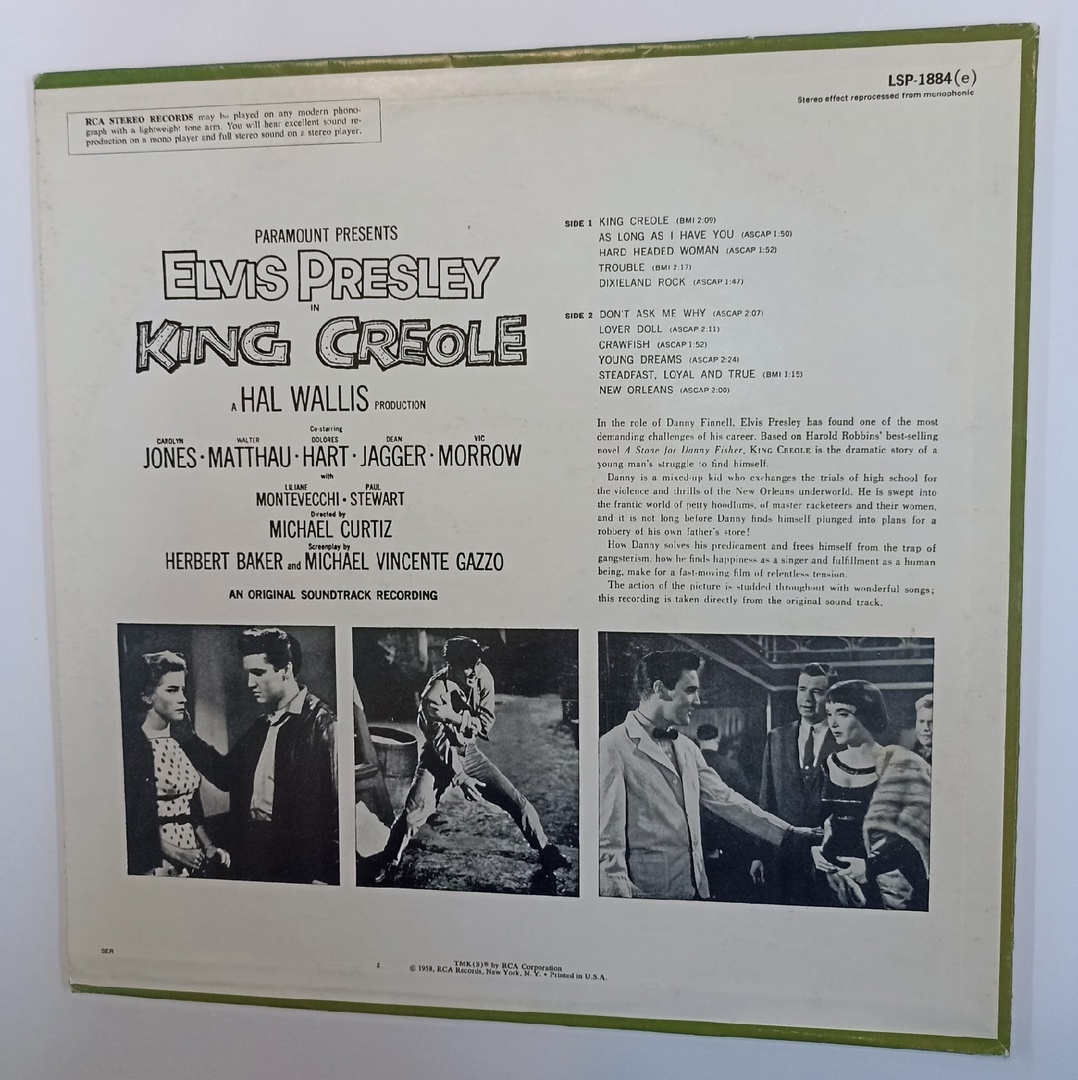 LSP-1884(e)
Stereo effect reprocessed from monophonic
RCA STEREO RECORDS may be played on any modern phono-
graph with a lightweight tone arm. You will hear excellent sound re-
production on a mono player and full stereo sound on a stereo player.
PARAMOUNT PRESENTS
ELVIS PRESLEY
IN
KING CREOLE
A HAL WALLIS PRODUCTION
Co-starring
CAROLYN WALTER DOLORES DEAN VIC
JONES • MATTHAU • HART • JAGGER • MORROW
with
LILIANE PAUL
MONTEVECCHI • STEWART
Directed by
MICHAEL CURTIZ
Screenplay by
HERBERT BAKER and MICHAEL VINCENTE GAZZO
AN ORIGINAL SOUNDTRACK RECORDING
SIDE 1 KING CREOLE (BMI 2:09)
AS LONG AS I HAVE YOU (ASCAP 1:50)
HARD HEADED WOMAN (ASCAP 1:52)
TROUBLE (BMI 2:17)
DIXIELAND ROCK (ASCAP 1:47)
SIDE 2 DON'T ASK ME WHY (ASCAP 2:07)
LOVER DOLL (ASCAP 2:11)
CRAWFISH (ASCAP 1:52)
YOUNG DREAMS (ASCAP 2:24)
STEADFAST, LOYAL AND TRUE (BMI 1:15)
NEW ORLEANS (ASCAP 2:00)
In the role of Danny Finnell, Elvis Presley has found one of the most
demanding challenges of his career. Based on Harold Robbins' best-selling
novel A Stone for Danny Fisher, KING CREOLE is the dramatic story of a
young man's struggle to find himself.
Danny is a mixed-up kid who exchanges the trials of high school for
the violence and thrills of the New Orleans underworld. He is swept into
the frantic world of petty hoodlums, of master racketeers and their women,
and it is not long before Danny finds himself plunged into plans for a
robbery of his own father's store!
How Danny solves his predicament and frees himself from the trap of
gangsterism, how he finds happiness as a singer and fulfillment as a human
being, make for a fast-moving film of relentless tension.
The action of the picture is studded throughout with wonderful songs;
this recording is taken directly from the original sound track.
SER
2
TMK(S)® by RCA Corporation
© 1958, RCA Records, New York, N. Y. • Printed in U.S.A.